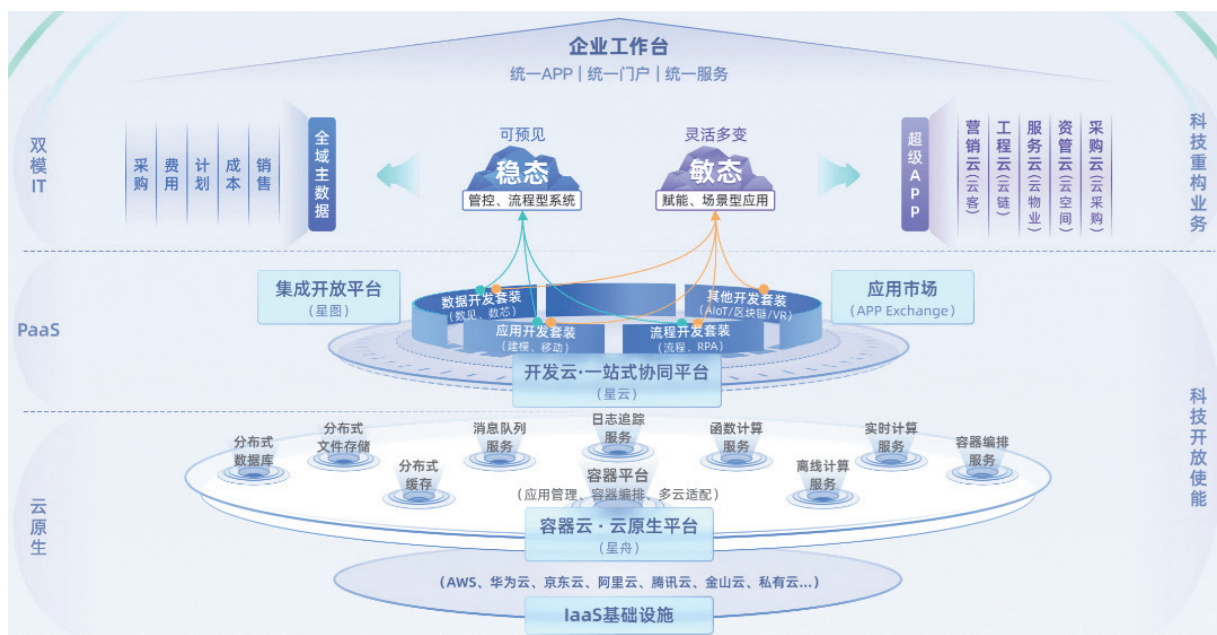 企业工作台
统一APP | 统一门户 | 统一服务
双模IT
采购
费用
计划
成本
销售
全域主数据
可预见
稳态
管控、流程型系统
灵活多变
敏态
赋能、场景型应用
超级APP
营销云(云客)
工程云(云链)
服务云(云物业)
资管云(云空间)
采购云(云采购)
科技重构业务
PaaS
集成开放平台
(星图)
数据开发套装
(数见、数芯)
其他开发套装
(AIoT/区块链/VR)
应用开发套装
(建模、移动)
流程开发套装
(流程、RPA)
开发云·一站式协同平台
(星云)
应用市场
(APP Exchange)
科技开放使能
云原生
分布式
数据库
分布式
文件存储
分布式
缓存
消息队列
服务
日志追踪
服务
函数计算
服务
离线计算
服务
实时计算
服务
容器编排
服务
容器平台
(应用管理、容器编排、多云适配)
容器云·云原生平台
(星舟)
(AWS、华为云、京东云、阿里云、腾讯云、金山云、私有云...)
IaaS基础设施